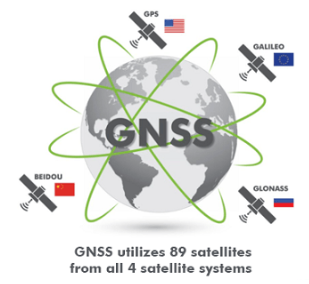 GPS
GALILEO
GNSS
BEIDOU
GLONASS
GNSS utilizes 89 satellites
from all 4 satellite systems